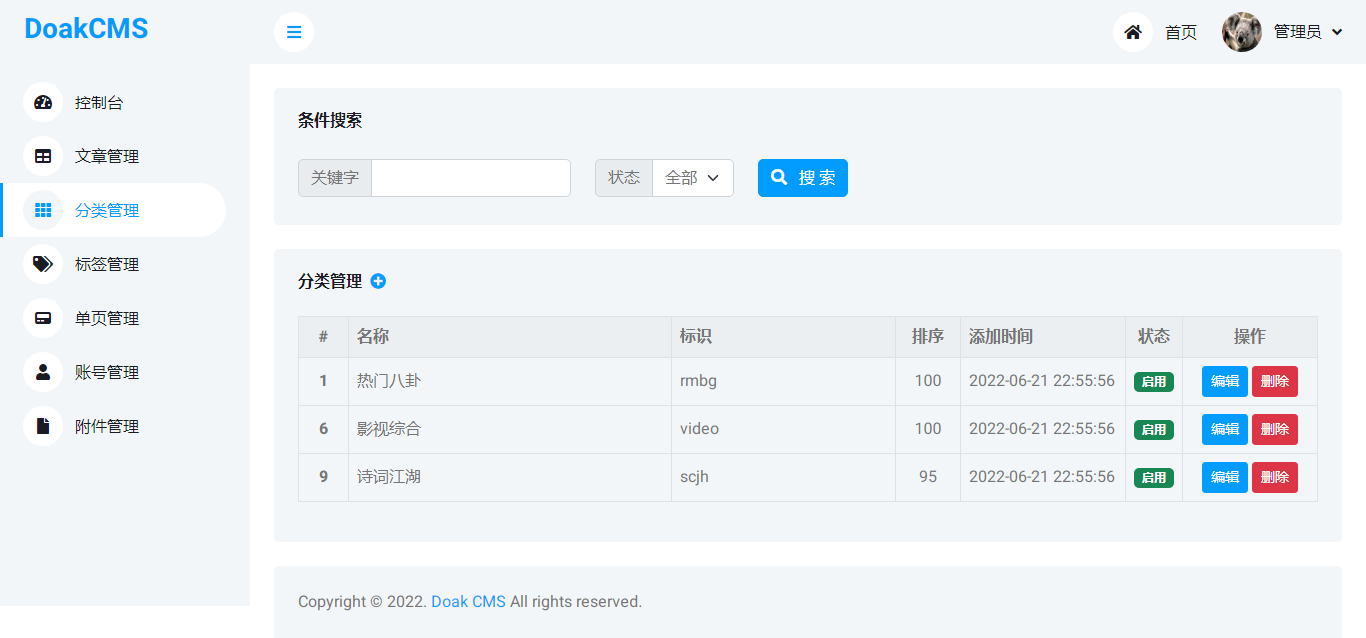 DoakCMS
首页
管理员
控制台
文章管理
分类管理
标签管理
单页管理
账号管理
附件管理
条件搜索
关键字
状态 全部
搜 索
分类管理
# 名称 标识 排序 添加时间 状态 操作
1 热门八卦 rmbg 100 2022-06-21 22:55:56 启用 编辑 删除
6 影视综合 video 100 2022-06-21 22:55:56 启用 编辑 删除
9 诗词江湖 scjh 95 2022-06-21 22:55:56 启用 编辑 删除
Copyright © 2022. Doak CMS All rights reserved.